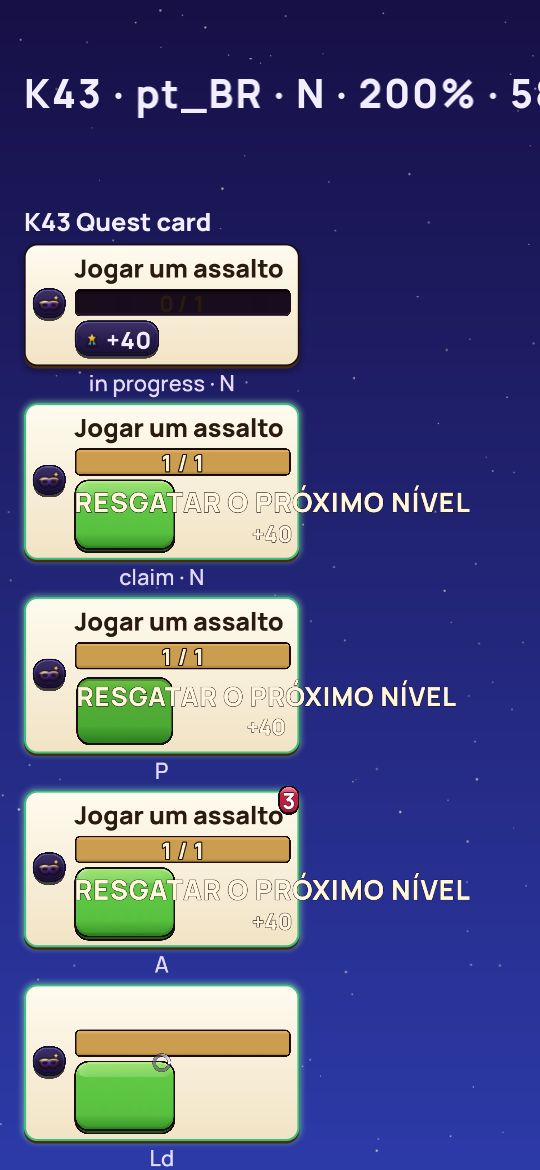 K43 · pt_BR · N · 200% · 58
K43 Quest card
Jogar um assalto
0 / 1
+40
in progress · N
Jogar um assalto
1 / 1
RESGATAR O PRÓXIMO NÍVEL
+40
claim · N
Jogar um assalto
1 / 1
RESGATAR O PRÓXIMO NÍVEL
+40
P
3
Jogar um assalto
1 / 1
RESGATAR O PRÓXIMO NÍVEL
+40
A
Ld